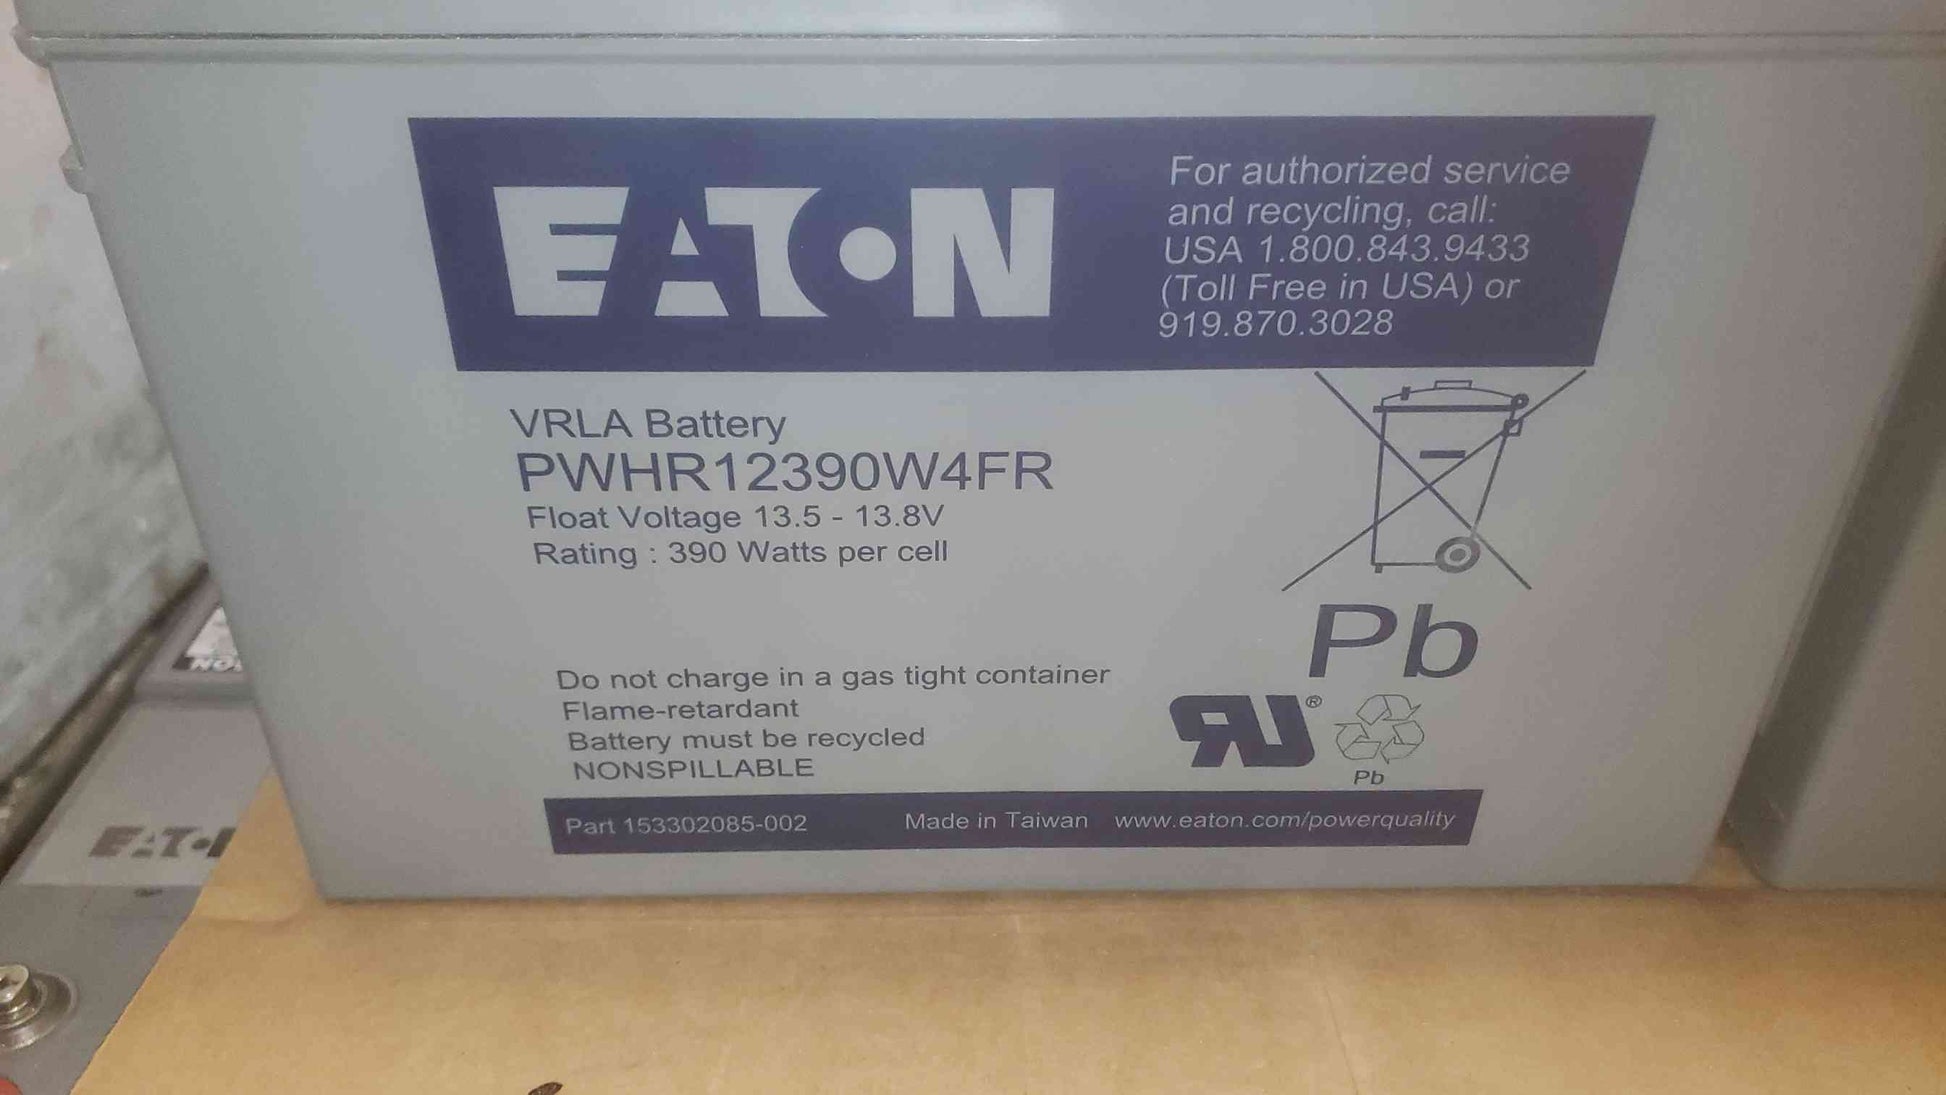 EATON
For authorized service
and recycling, call:
USA 1.800.843.9433
(Toll Free in USA) or
919.870.3028
VRLA Battery
PWHR12390W4FR
Float Voltage 13.5 - 13.8V
Rating : 390 Watts per cell
Pb
Do not charge in a gas tight container
Flame-retardant
Battery must be recycled
NONSPILLABLE
RU®
Pb
Part 153302085-002 Made in Taiwan www.eaton.com/powerquality
EATON